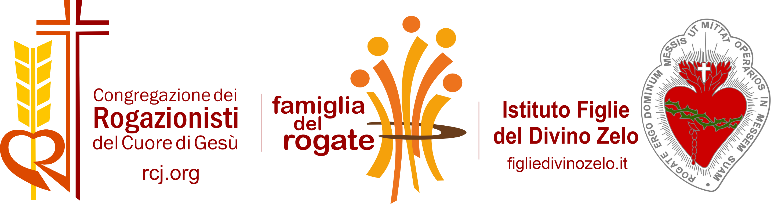 Congregazione dei
Rogazionisti
del Cuore di Gesù
rcj.org
famiglia
del
rogate
Istituto Figlie
del Divino Zelo
figliedivinozelo.it
ROGATE ERGO DOMINUM MESSIS UT MITTAT OPERARIOS IN MESSEM SUAM